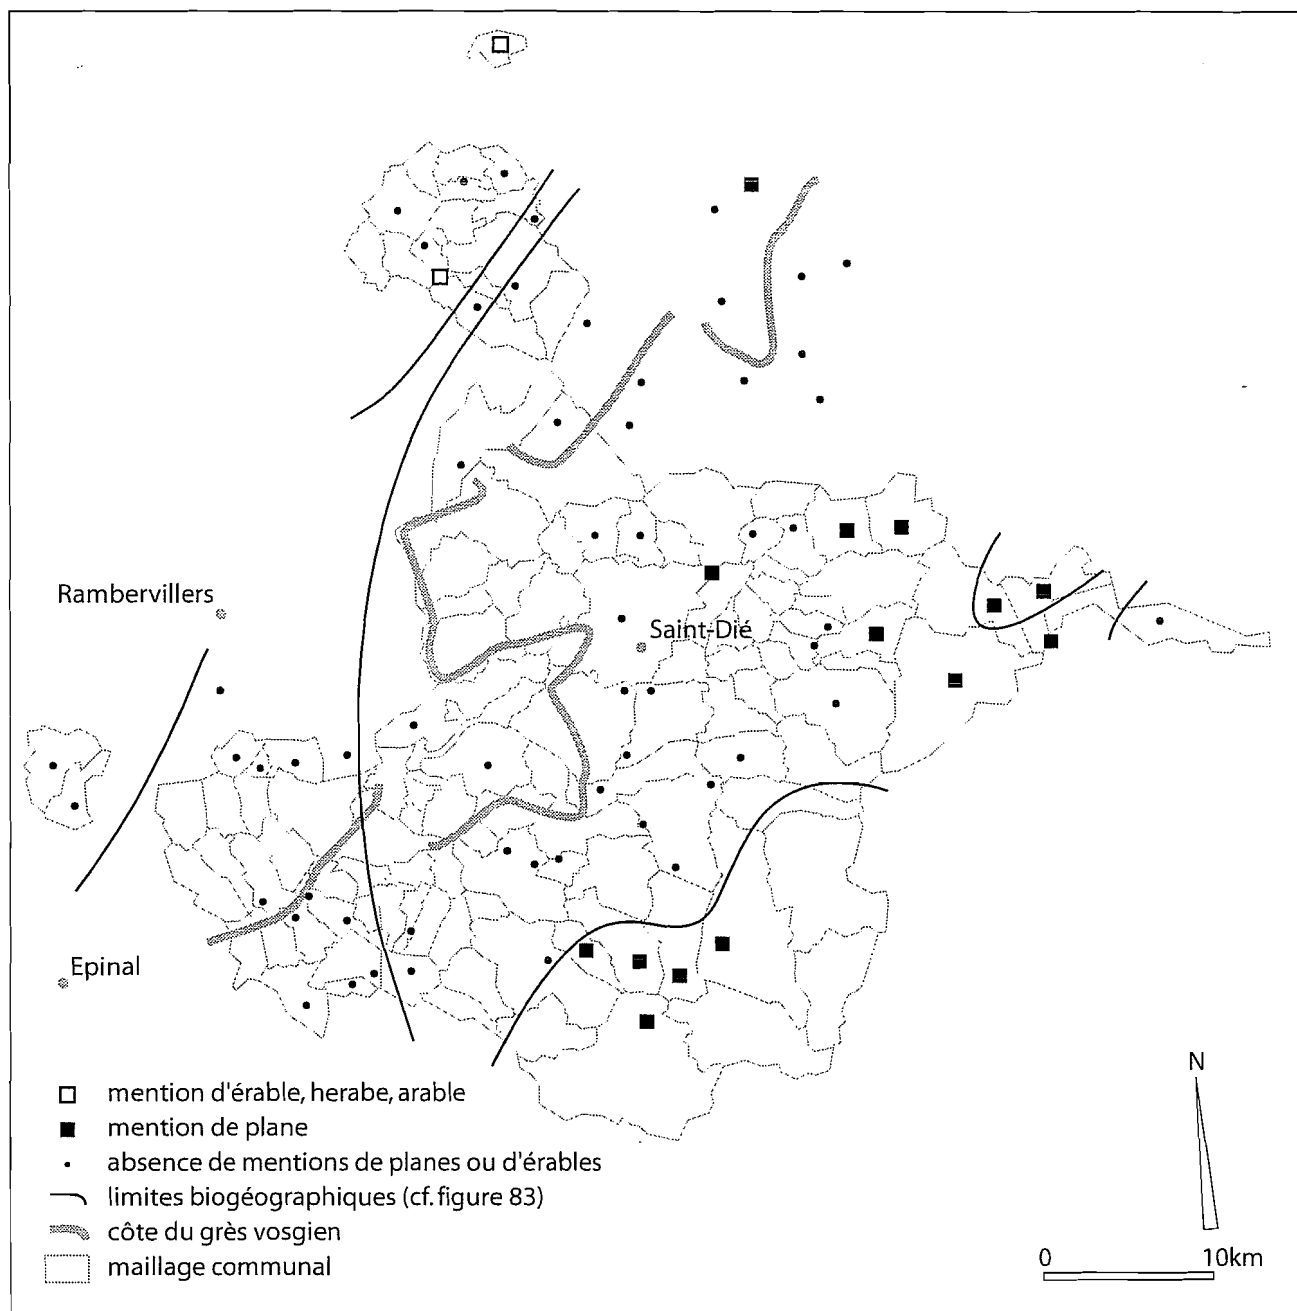 Rambervillers
Saint-Dié
Epinal
mention d'érable, herabe, arable
mention de plane
absence de mentions de planes ou d'érables
limites biogéographiques (cf. figure 83)
côte du grès vosgien
maillage communal
N
0 10km